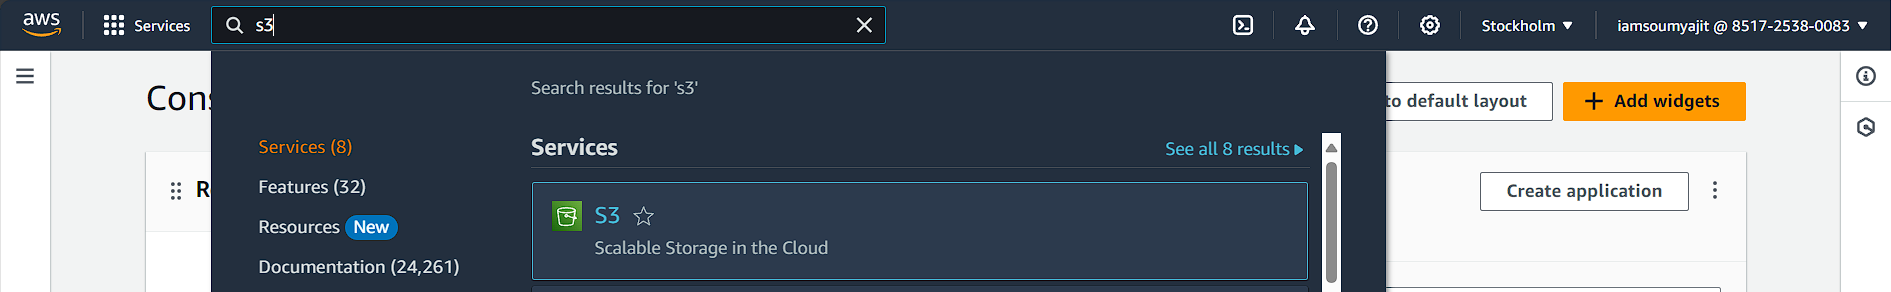 aws
Services
s3
Stockholm
iamsoumyajit @ 8517-2538-0083
Cons
to default layout
Add widgets
Search results for 's3'
Services (8)
Features (32)
Resources New
Documentation (24,261)
Services
See all 8 results
S3
Scalable Storage in the Cloud
Create application